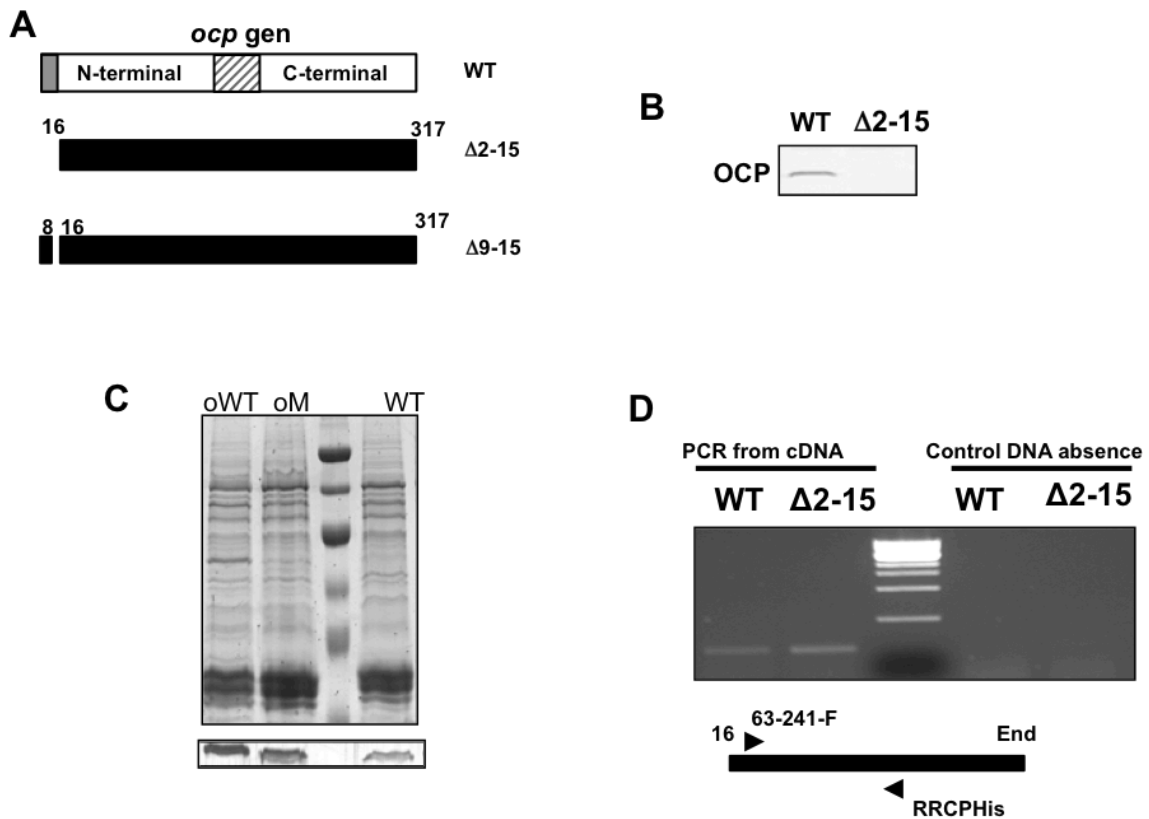 A
ocp gen
N-terminal C-terminal WT
16 317
Δ2-15
8 16 317
Δ9-15
B
WT Δ2-15
OCP
C
oWT oM WT
D
PCR from cDNA Control DNA absence
WT Δ2-15 WT Δ2-15
63-241-F
16 End
RRCPHis